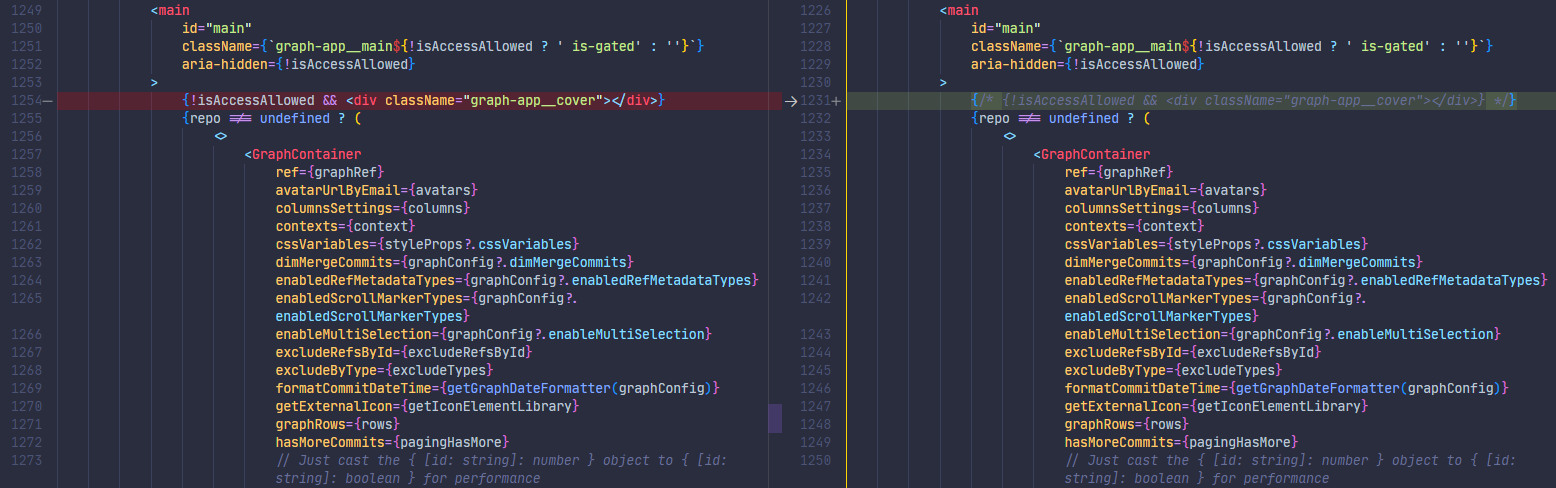 1249 <main
1250 id="main"
1251 className={`graph-app__main${!isAccessAllowed ? ' is-gated' : ''}`}
1252 aria-hidden={!isAccessAllowed}
1253 >
1254− {!isAccessAllowed && <div className="graph-app__cover"></div>}
1255 {repo !== undefined ? (
1256 <>
1257 <GraphContainer
1258 ref={graphRef}
1259 avatarUrlByEmail={avatars}
1260 columnsSettings={columns}
1261 contexts={context}
1262 cssVariables={styleProps?.cssVariables}
1263 dimMergeCommits={graphConfig?.dimMergeCommits}
1264 enabledRefMetadataTypes={graphConfig?.enabledRefMetadataTypes}
1265 enabledScrollMarkerTypes={graphConfig?.
enabledScrollMarkerTypes}
1266 enableMultiSelection={graphConfig?.enableMultiSelection}
1267 excludeRefsById={excludeRefsById}
1268 excludeByType={excludeTypes}
1269 formatCommitDateTime={getGraphDateFormatter(graphConfig)}
1270 getExternalIcon={getIconElementLibrary}
1271 graphRows={rows}
1272 hasMoreCommits={pagingHasMore}
1273 // Just cast the { [id: string]: number } object to { [id:
string]: boolean } for performance
1226 <main
1227 id="main"
1228 className={`graph-app__main${!isAccessAllowed ? ' is-gated' : ''}`}
1229 aria-hidden={!isAccessAllowed}
1230 >
→ 1231+ {/* {!isAccessAllowed && <div className="graph-app__cover"></div>} */}
1232 {repo !== undefined ? (
1233 <>
1234 <GraphContainer
1235 ref={graphRef}
1236 avatarUrlByEmail={avatars}
1237 columnsSettings={columns}
1238 contexts={context}
1239 cssVariables={styleProps?.cssVariables}
1240 dimMergeCommits={graphConfig?.dimMergeCommits}
1241 enabledRefMetadataTypes={graphConfig?.enabledRefMetadataTypes}
1242 enabledScrollMarkerTypes={graphConfig?.
enabledScrollMarkerTypes}
1243 enableMultiSelection={graphConfig?.enableMultiSelection}
1244 excludeRefsById={excludeRefsById}
1245 excludeByType={excludeTypes}
1246 formatCommitDateTime={getGraphDateFormatter(graphConfig)}
1247 getExternalIcon={getIconElementLibrary}
1248 graphRows={rows}
1249 hasMoreCommits={pagingHasMore}
1250 // Just cast the { [id: string]: number } object to { [id:
string]: boolean } for performance